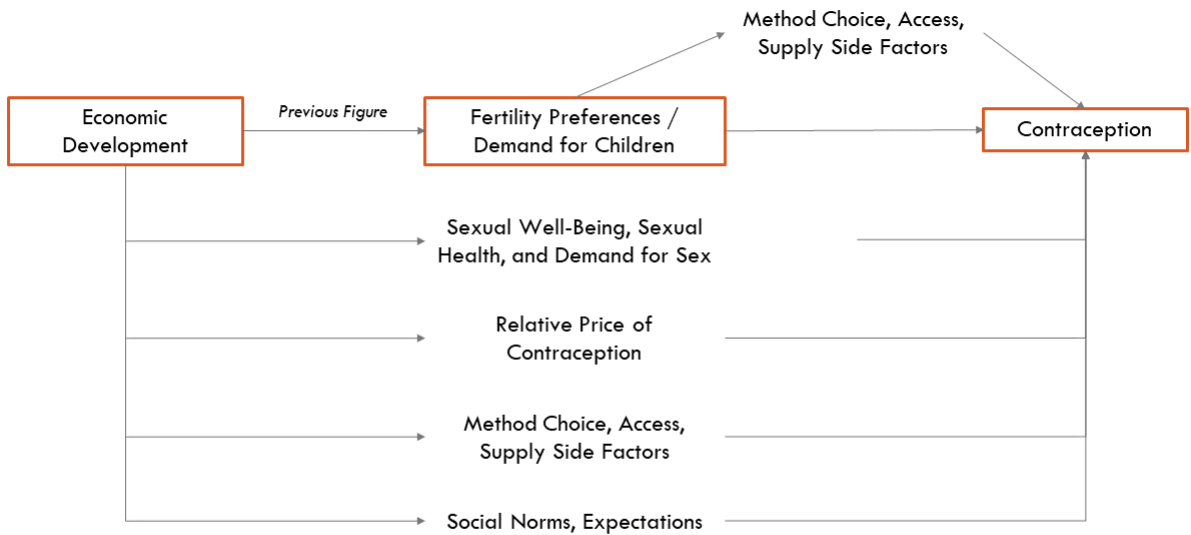 Method Choice, Access,
Supply Side Factors
Economic
Development
Previous Figure
Fertility Preferences /
Demand for Children
Contraception
Sexual Well-Being, Sexual
Health, and Demand for Sex
Relative Price of
Contraception
Method Choice, Access,
Supply Side Factors
Social Norms, Expectations